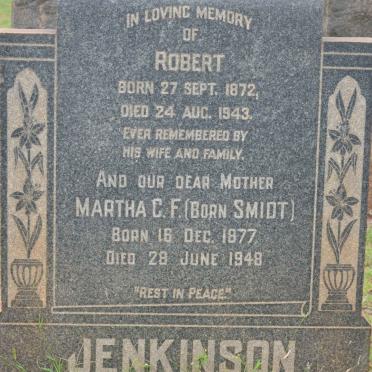 IN LOVING MEMORY
OF
ROBERT
BORN 27 SEPT. 1872,
DIED 24 AUG. 1943.
EVER REMEMBERED BY
HIS WIFE AND FAMILY.
AND OUR DEAR MOTHER
MARTHA C. F. (BORN SMIDT)
BORN 16 DEC. 1877
DIED 28 JUNE 1948
"REST IN PEACE."
JENKINSON